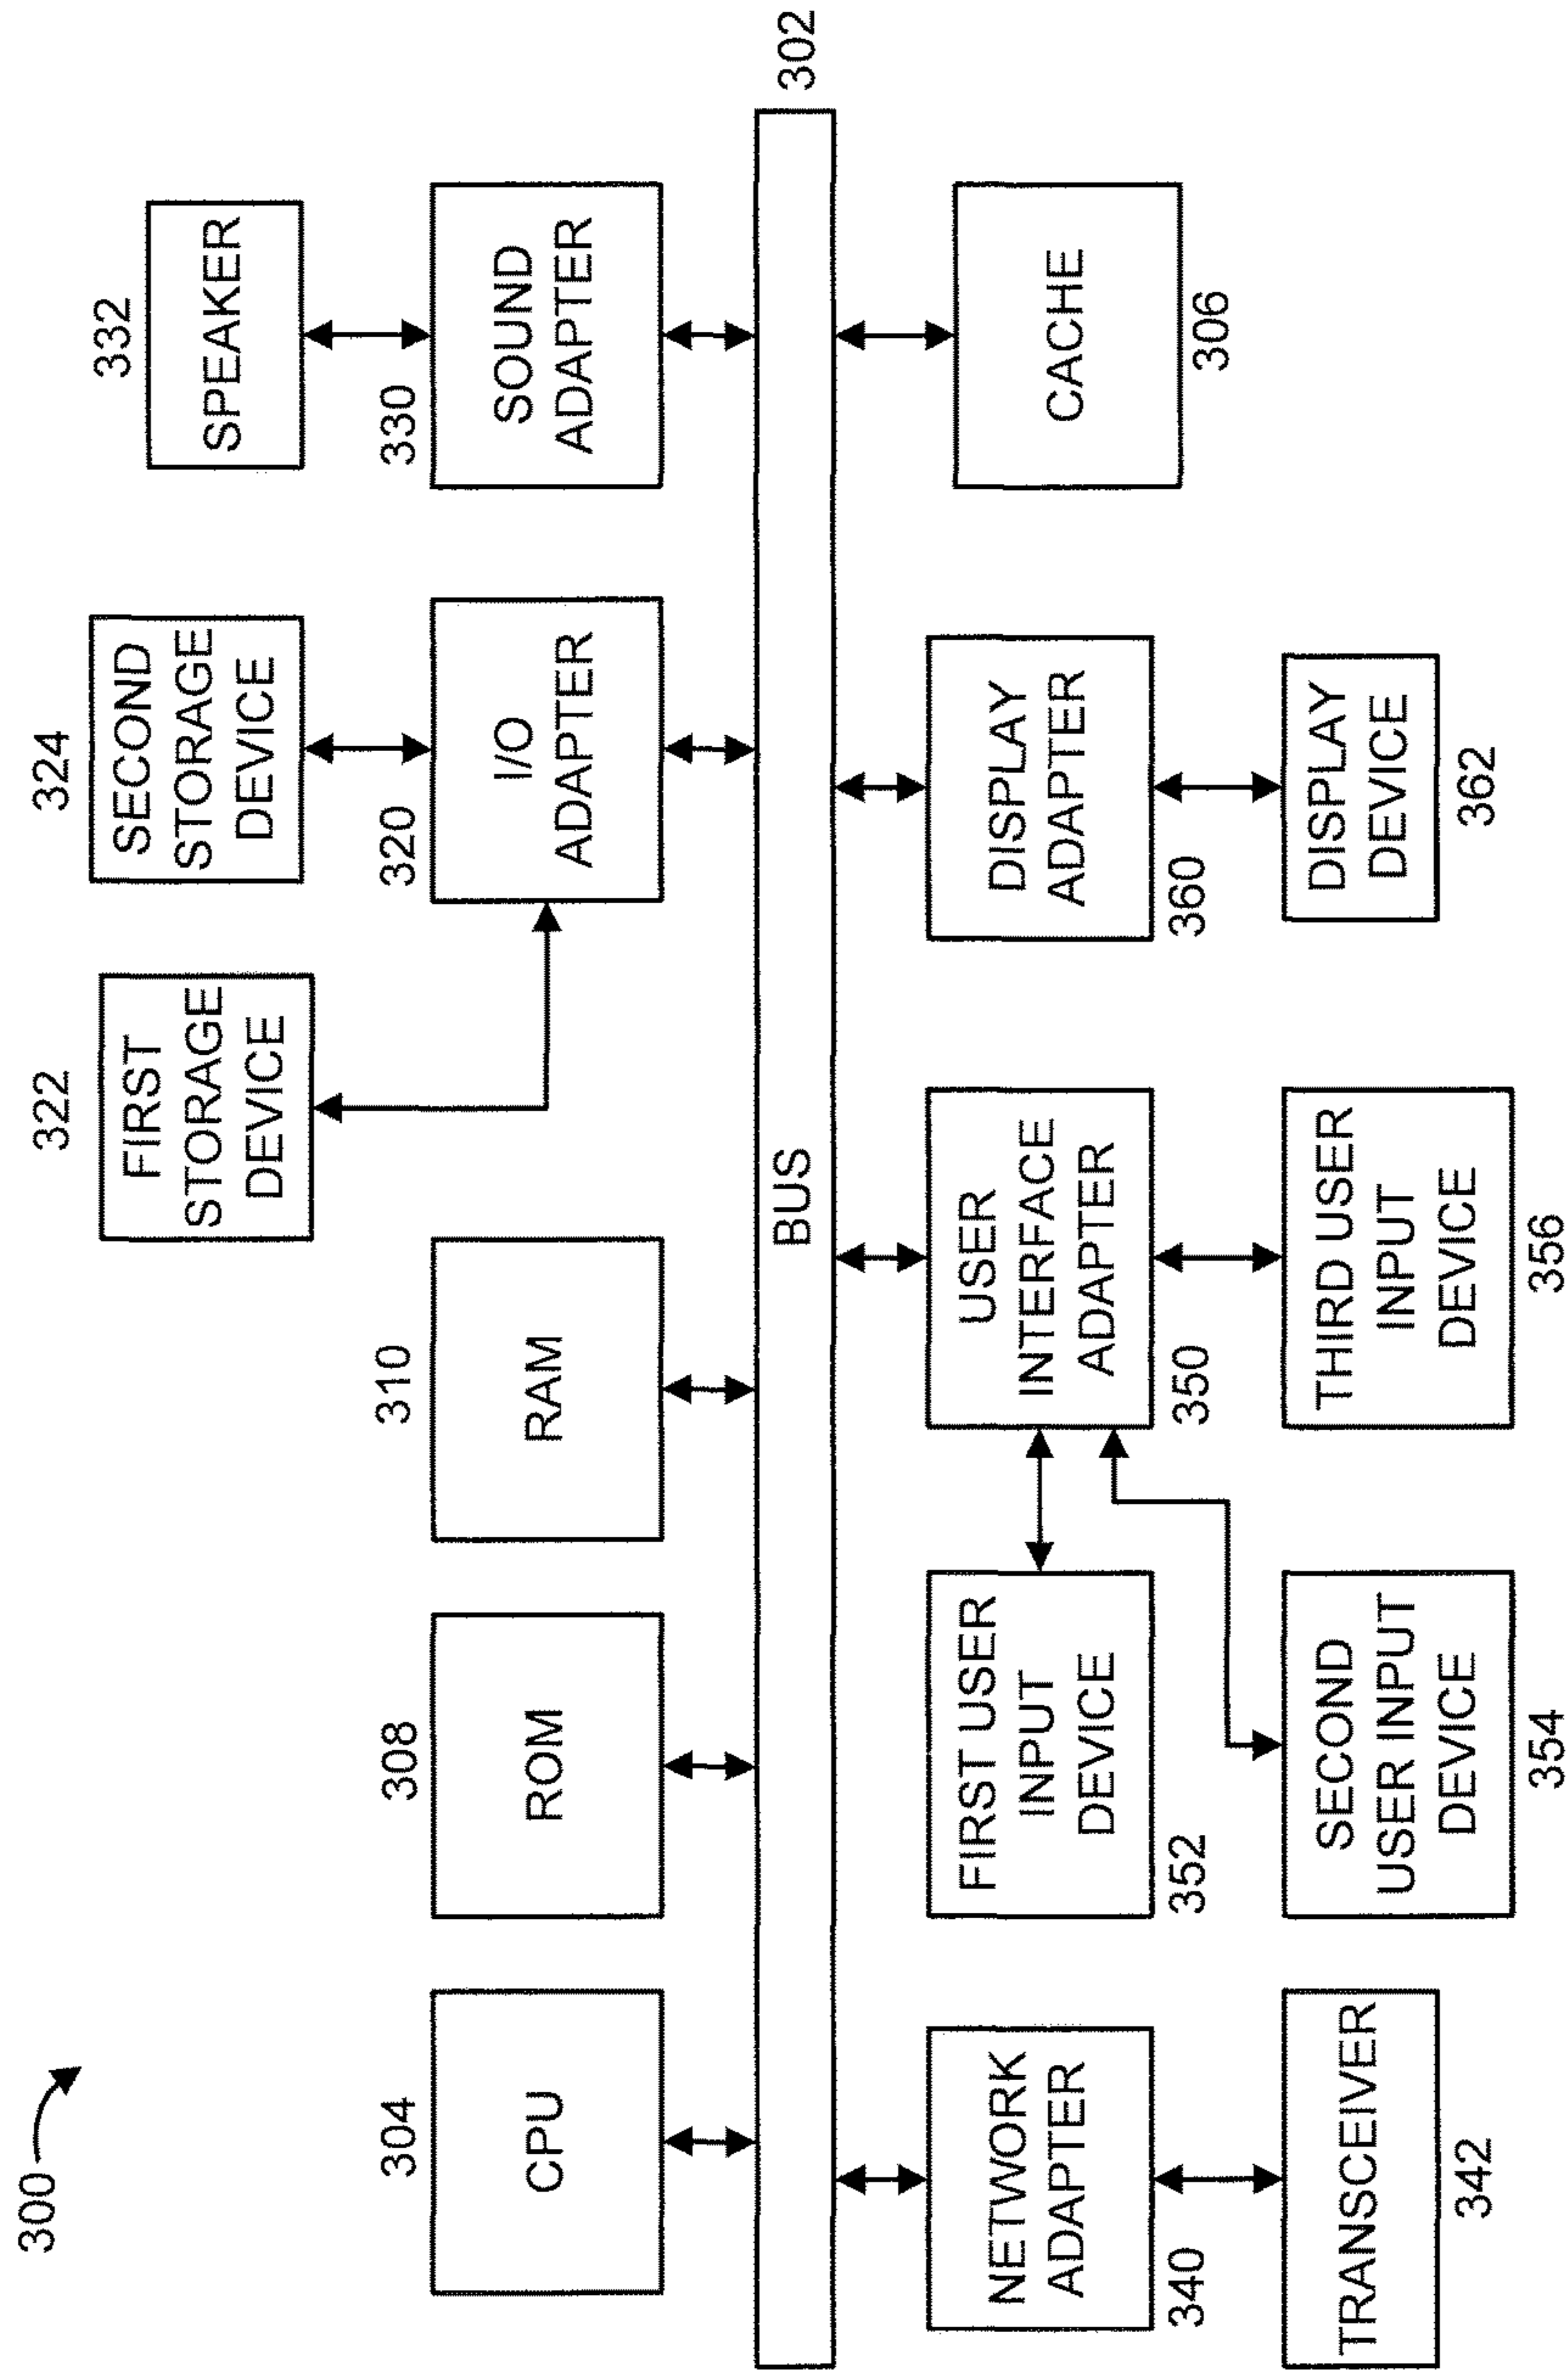 300
304
CPU
308
ROM
310
RAM
322
FIRST
STORAGE
DEVICE
324
SECOND
STORAGE
DEVICE
320
I/O
ADAPTER
332
SPEAKER
330
SOUND
ADAPTER
BUS
302
NETWORK
ADAPTER
340
TRANSCEIVER
342
FIRST USER
INPUT
DEVICE
352
SECOND
USER INPUT
DEVICE
354
USER
INTERFACE
ADAPTER
350
THIRD USER
INPUT
DEVICE
356
DISPLAY
ADAPTER
360
DISPLAY
DEVICE
362
CACHE
306